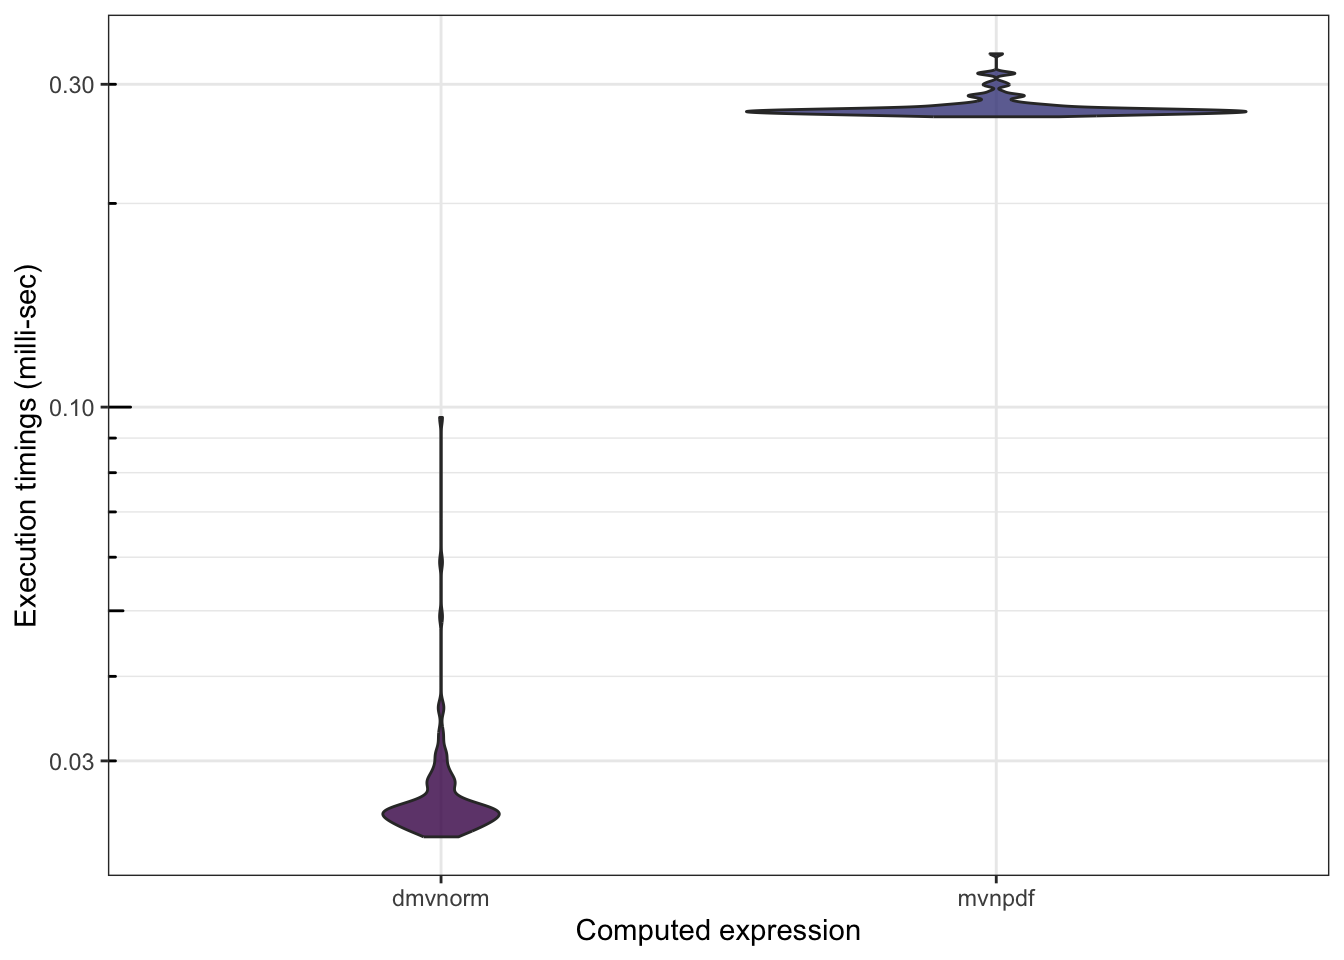 Execution timings (milli-sec)
0.30
0.10
0.03
dmvnorm
mvnpdf
Computed expression